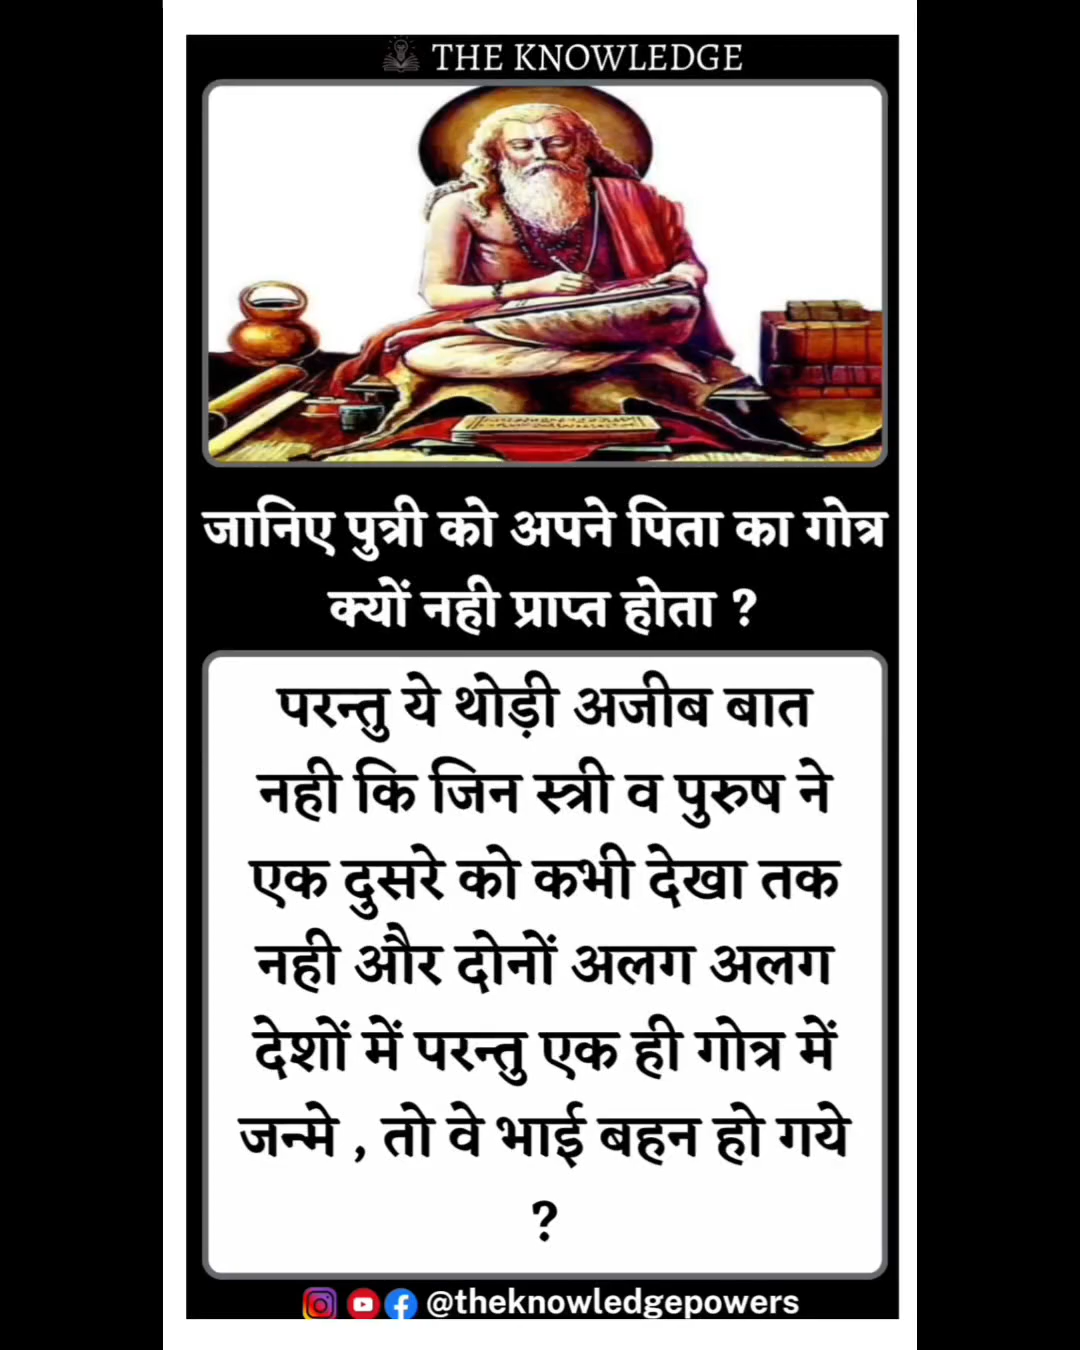 THE KNOWLEDGE
जानिए पुत्री को अपने पिता का गोत्र
क्यों नही प्राप्त होता ?
परन्तु ये थोड़ी अजीब बात
नही कि जिन स्त्री व पुरुष ने
एक दुसरे को कभी देखा तक
नही और दोनों अलग अलग
देशों में परन्तु एक ही गोत्र में
जन्मे , तो वे भाई बहन हो गये
?
@theknowledgepowers